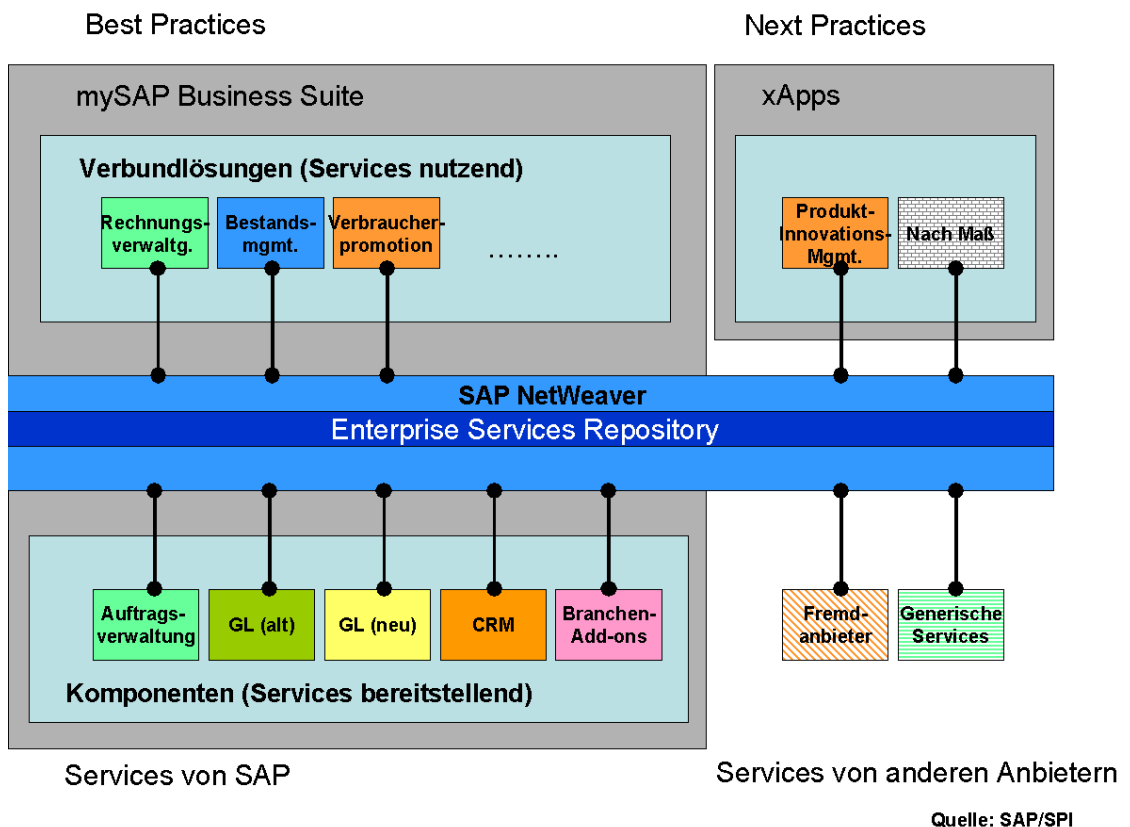 Best Practices
Next Practices
mySAP Business Suite
xApps
Verbundlösungen (Services nutzend)
Rechnungs-
verwaltg.
Bestands-
mgmt.
Verbraucher-
promotion
........
Produkt-
Innovations-
Mgmt.
Nach Maß
SAP NetWeaver
Enterprise Services Repository
Auftrags-
verwaltung
GL (alt)
GL (neu)
CRM
Branchen-
Add-ons
Fremd-
anbieter
Generische
Services
Komponenten (Services bereitstellend)
Services von SAP
Services von anderen Anbietern
Quelle: SAP/SPI